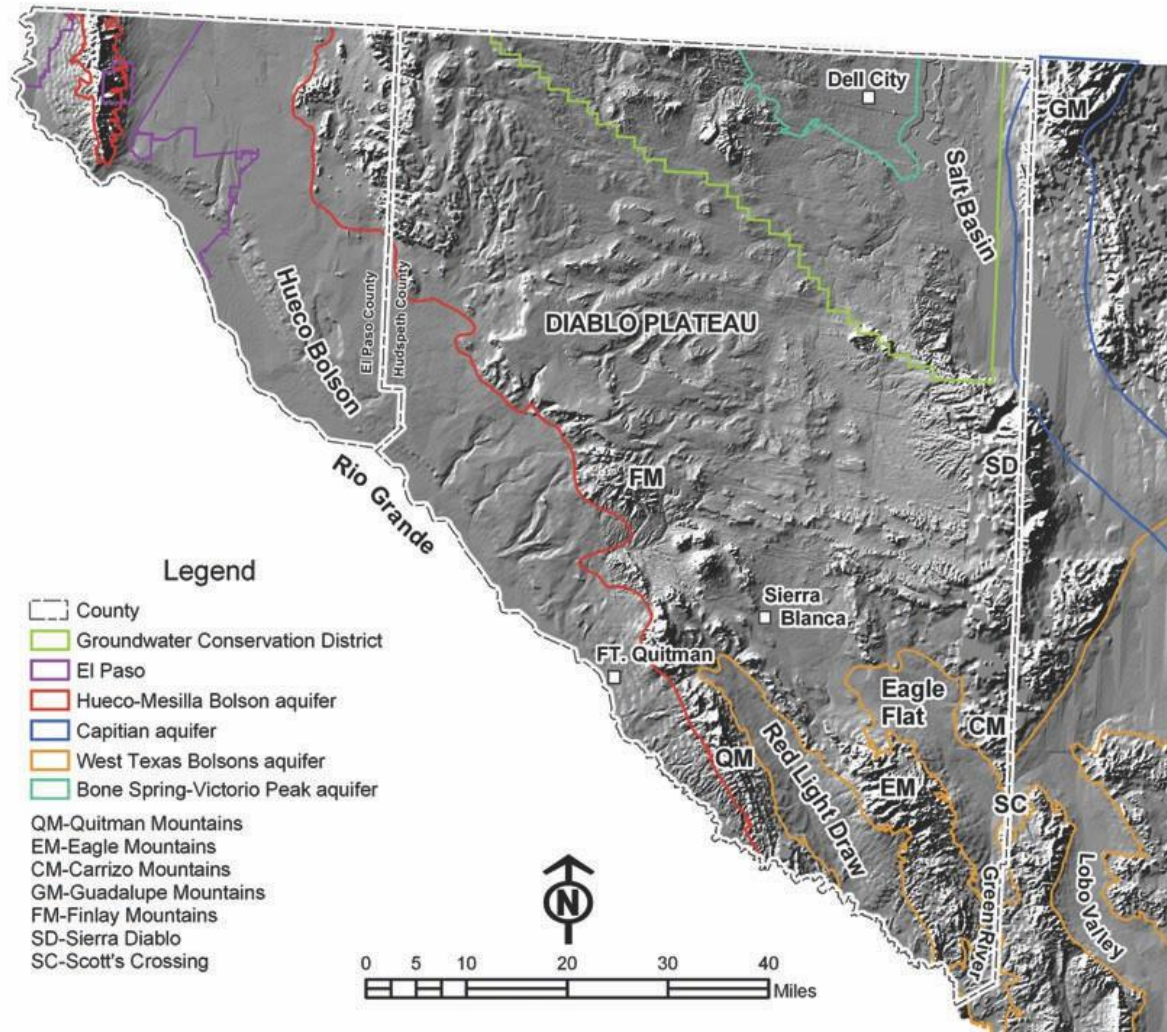 Dell City
GM
Salt Basin
Hueco Bolson
El Paso County
Hudspeth County
DIABLO PLATEAU
Rio Grande
FM
SD
Sierra
Blanca
FT. Quitman
Eagle
Flat
CM
QM
Red Light Draw
EM
SC
Green River
Lobo Valley
Legend
County
Groundwater Conservation District
El Paso
Hueco-Mesilla Bolson aquifer
Capitian aquifer
West Texas Bolsons aquifer
Bone Spring-Victorio Peak aquifer
QM-Quitman Mountains
EM-Eagle Mountains
CM-Carrizo Mountains
GM-Guadalupe Mountains
FM-Finlay Mountains
SD-Sierra Diablo
SC-Scott's Crossing
N
0 5 10 20 30 40
Miles